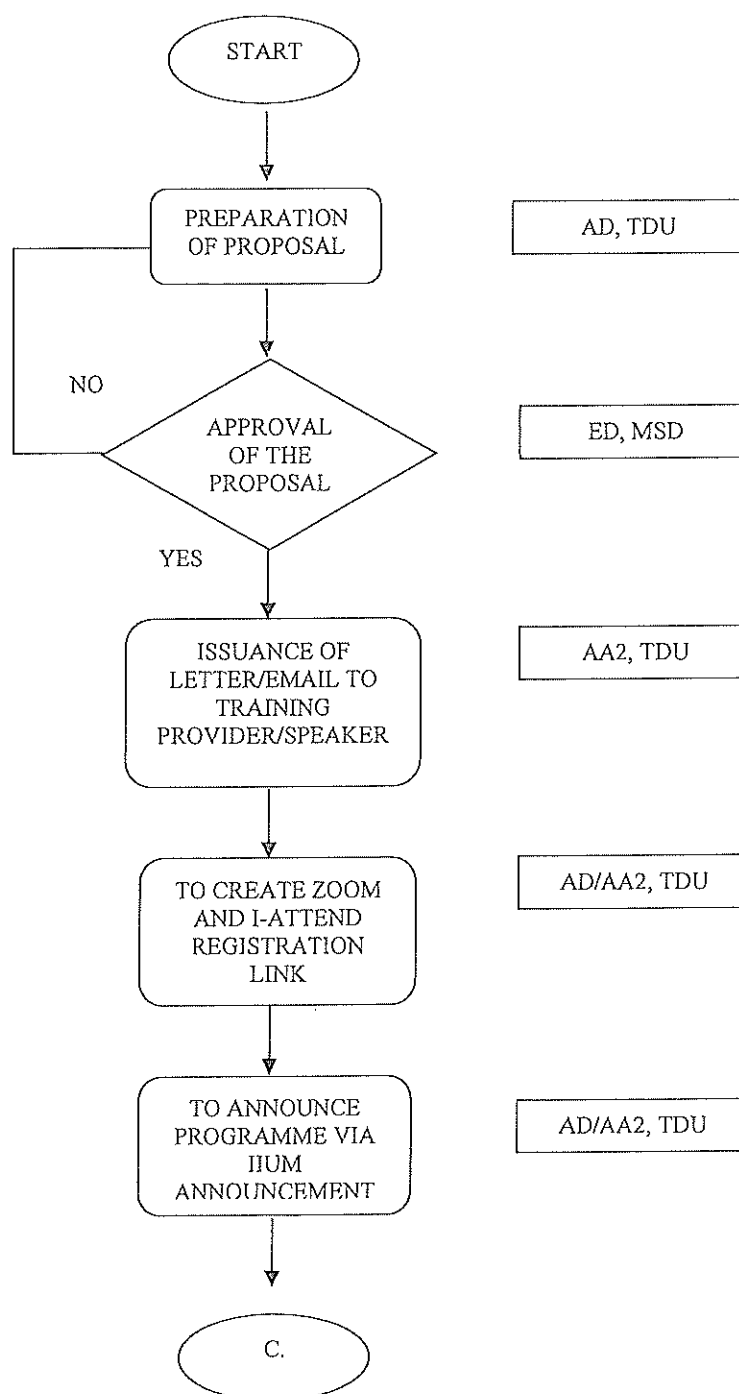 START
PREPARATION
OF PROPOSAL
AD, TDU
NO
APPROVAL
OF THE
PROPOSAL
ED, MSD
YES
ISSUANCE OF
LETTER/EMAIL TO
TRAINING
PROVIDER/SPEAKER
AA2, TDU
TO CREATE ZOOM
AND I-ATTEND
REGISTRATION
LINK
AD/AA2, TDU
TO ANNOUNCE
PROGRAMME VIA
IIUM
ANNOUNCEMENT
AD/AA2, TDU
C.